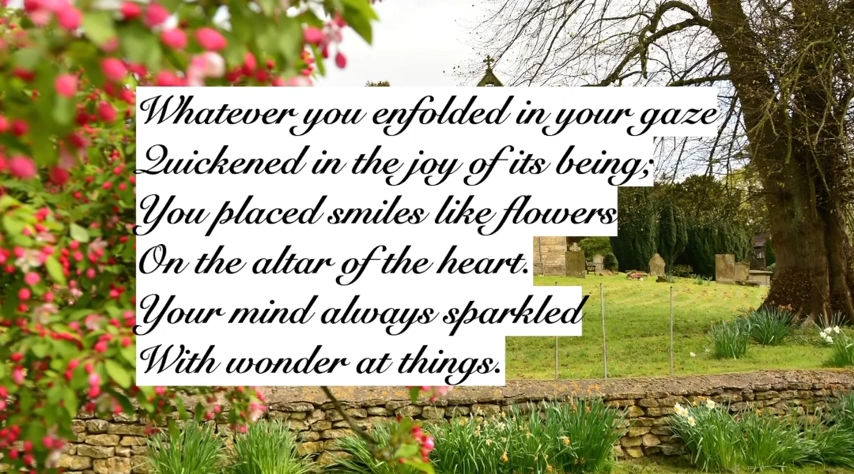 Whatever you enfolded in your gaze
Quickened in the joy of its being;
You placed smiles like flowers
On the altar of the heart.
Your mind always sparkled
With wonder at things.